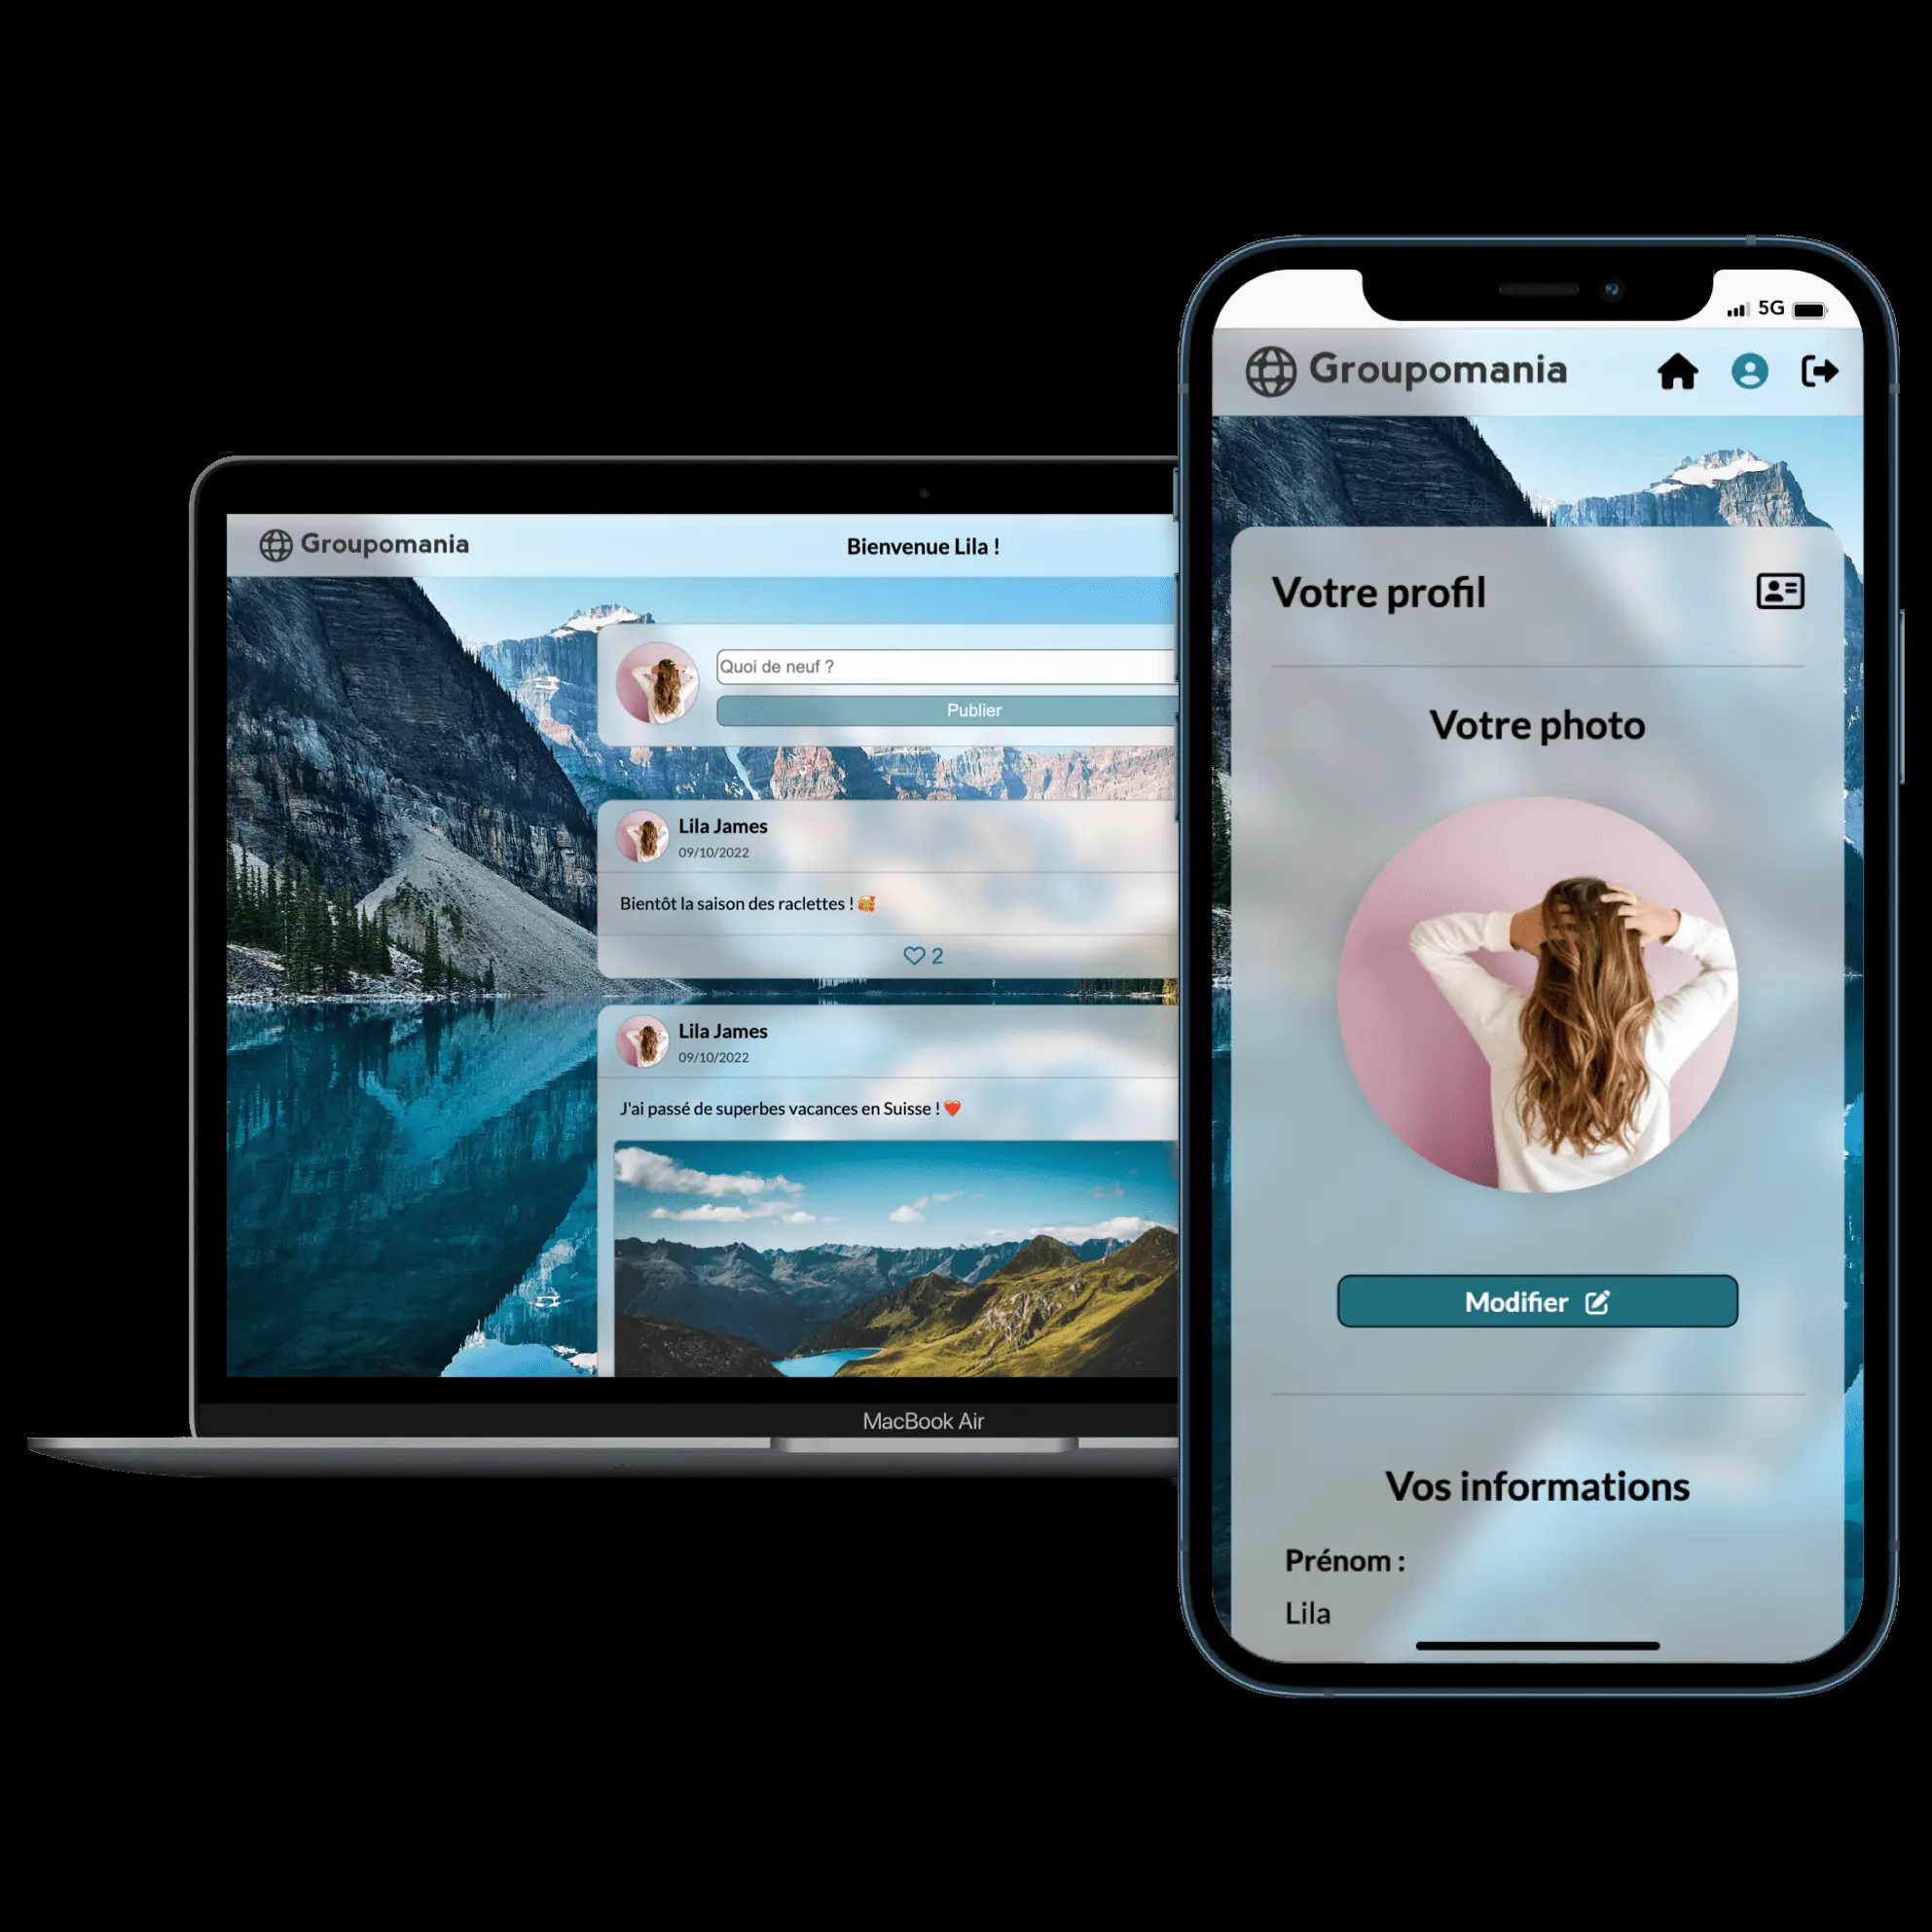 Groupomania
Bienvenue Lila !
Quoi de neuf ?
Publier
Lila James
09/10/2022
Bientôt la saison des raclettes ! 🥰
2
Lila James
09/10/2022
J'ai passé de superbes vacances en Suisse ! ❤️
MacBook Air
5G
Groupomania
Votre profil
Votre photo
Modifier
Vos informations
Prénom :
Lila